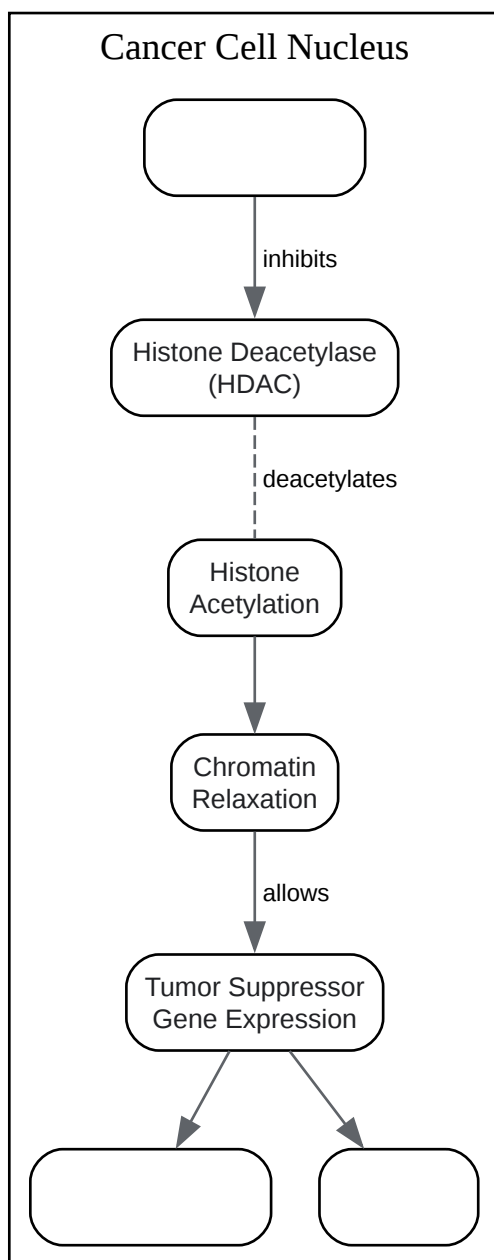 Cancer Cell Nucleus
inhibits
Histone Deacetylase
(HDAC)
deacetylates
Histone
Acetylation
Chromatin
Relaxation
allows
Tumor Suppressor
Gene Expression